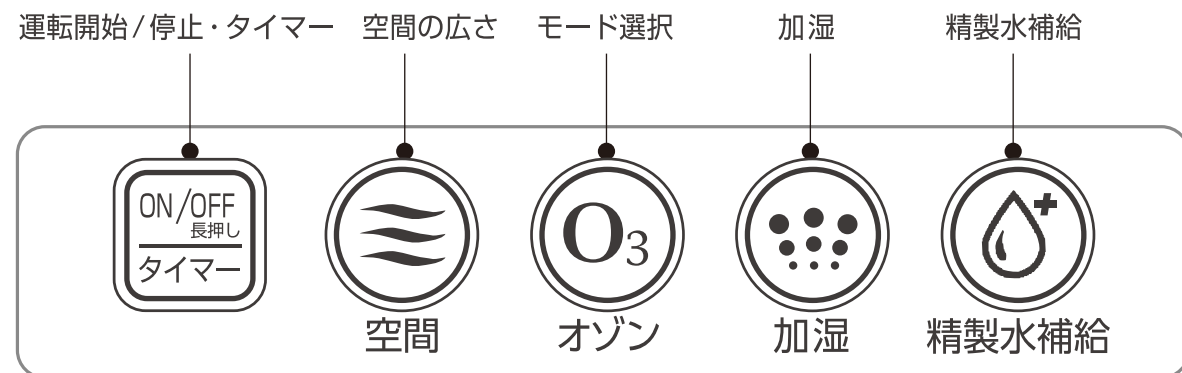 運転開始/停止・タイマー
空間の広さ
モード選択
加湿
精製水補給
ON/OFF
長押し
タイマー
O3
空間
オゾン
加湿
精製水補給